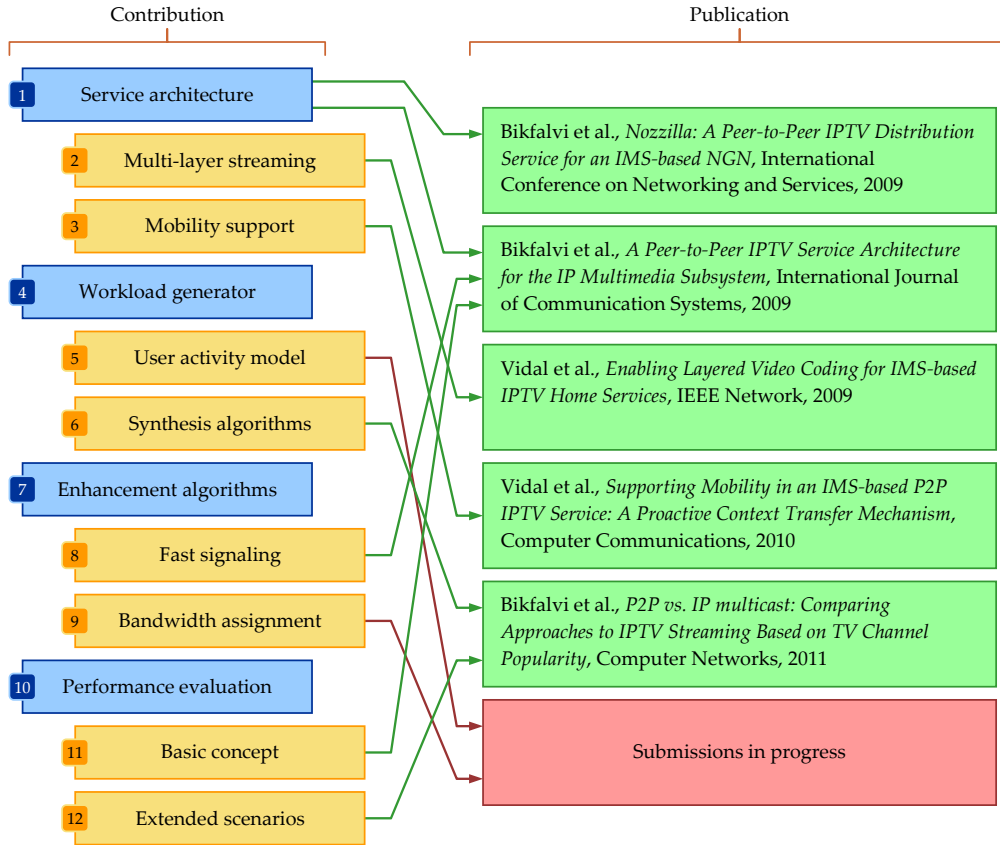 Contribution
Publication
1 Service architecture
2 Multi-layer streaming
3 Mobility support
4 Workload generator
5 User activity model
6 Synthesis algorithms
7 Enhancement algorithms
8 Fast signaling
9 Bandwidth assignment
10 Performance evaluation
11 Basic concept
12 Extended scenarios
Bikfalvi et al., Nozzilla: A Peer-to-Peer IPTV Distribution
Service for an IMS-based NGN, International
Conference on Networking and Services, 2009
Bikfalvi et al., A Peer-to-Peer IPTV Service Architecture
for the IP Multimedia Subsystem, International Journal
of Communication Systems, 2009
Vidal et al., Enabling Layered Video Coding for IMS-based
IPTV Home Services, IEEE Network, 2009
Vidal et al., Supporting Mobility in an IMS-based P2P
IPTV Service: A Proactive Context Transfer Mechanism,
Computer Communications, 2010
Bikfalvi et al., P2P vs. IP multicast: Comparing
Approaches to IPTV Streaming Based on TV Channel
Popularity, Computer Networks, 2011
Submissions in progress